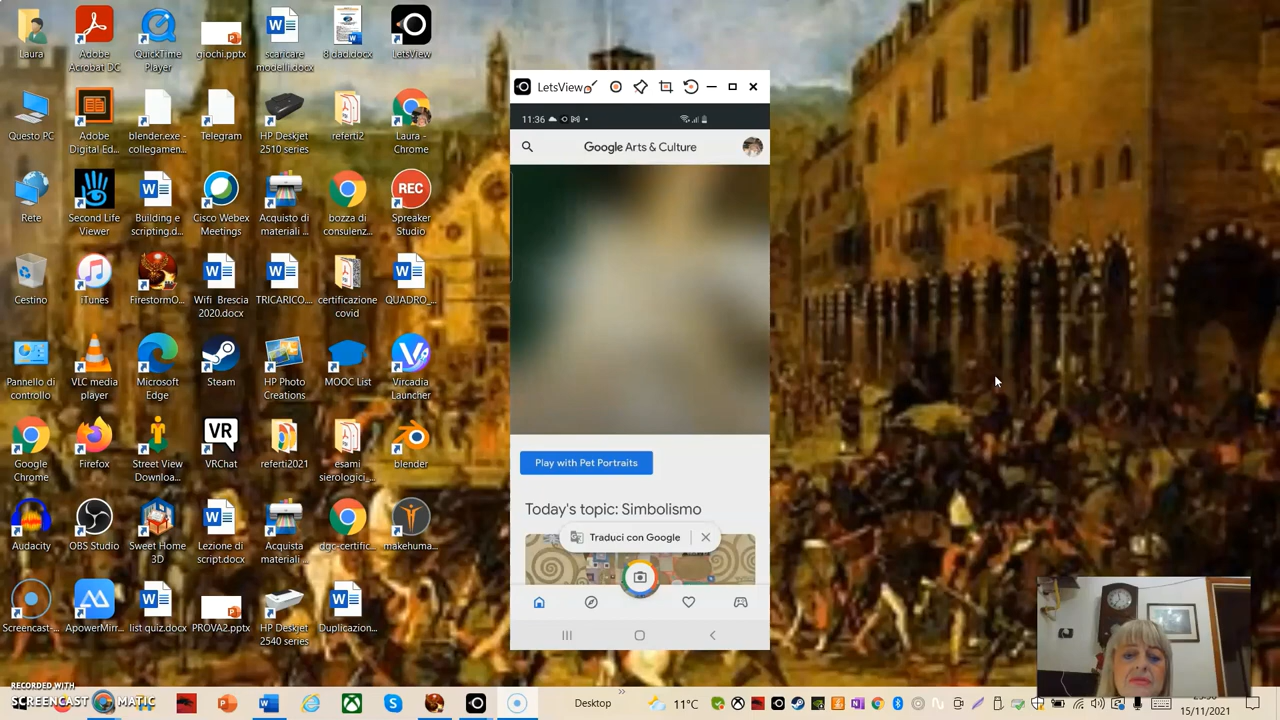 Laura
Adobe
Acrobat DC
QuickTime
Player
giochi.pptx
scaricare
modelli.docx
8 dad.docx
LetsView
Questo PC
Adobe
Digital Ed...
blender.exe -
collegamen...
Telegram
HP Deskjet
2510 series
referti2
Laura -
Chrome
Rete
Second Life
Viewer
Building e
scripting.d...
Cisco Webex
Meetings
Acquisto di
materiali ...
bozza di
consulenz...
REC
Spreaker
Studio
Cestino
iTunes
FirestormO...
Wifi Brescia
2020.docx
TRICARICO....
certificazione
covid
QUADRO_...
Pannello di
controllo
VLC media
player
Microsoft
Edge
Steam
HP Photo
Creations
MOOC List
Vircadia
Launcher
Google
Chrome
Firefox
Street View
Downloa...
VR
VRChat
referti2021
esami
sierologici_...
blender
Audacity
OBS Studio
Sweet Home
3D
Lezione di
script.docx
Acquista
materiali ...
dgc-certific...
makehuma...
Screencast-...
ApowerMirr...
list quiz.docx
PROVA2.pptx
HP Deskjet
2540 series
Duplicazion...
LetsView
11:36
Google Arts & Culture
Play with Pet Portraits
Today's topic: Simbolismo
Traduci con Google
RECORDED WITH
SCREENCAST MATIC
Desktop
11°C
15/11/2021